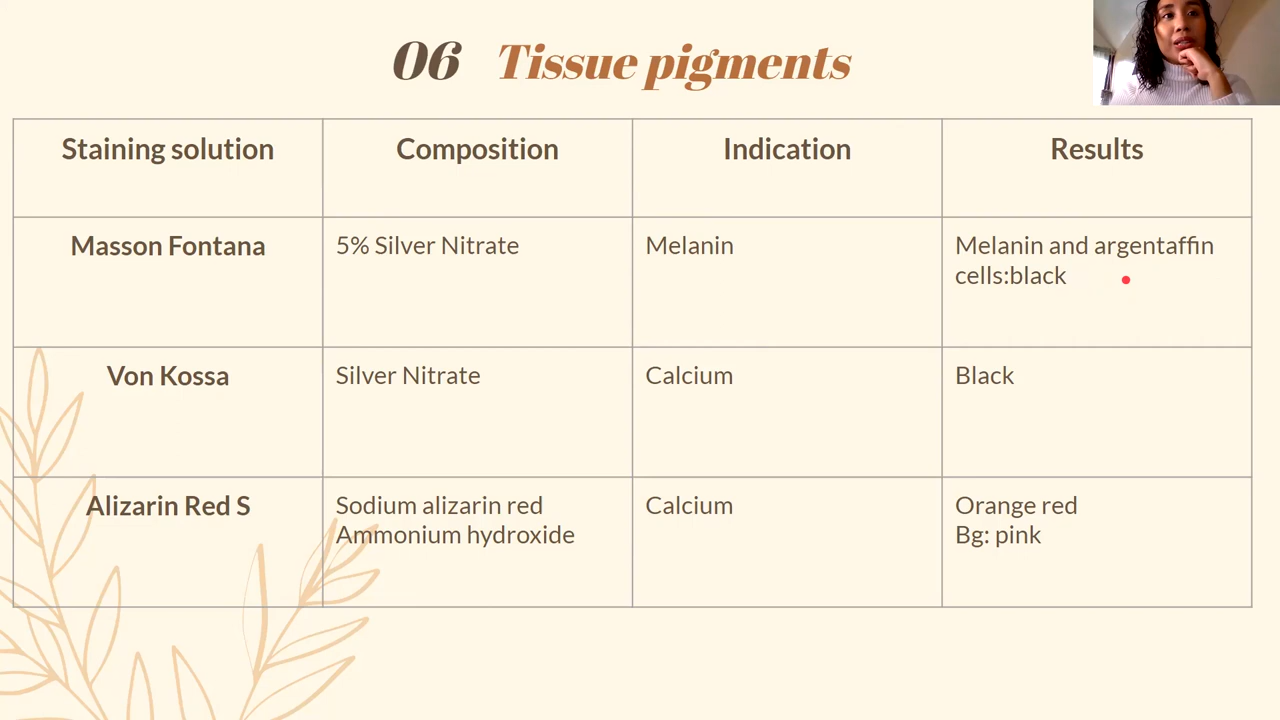 06 Tissue pigments
Staining solution Composition Indication Results
Masson Fontana 5% Silver Nitrate Melanin Melanin and argentaffin
cells:black
Von Kossa Silver Nitrate Calcium Black
Alizarin Red S Sodium alizarin red Calcium Orange red
Ammonium hydroxide Bg: pink